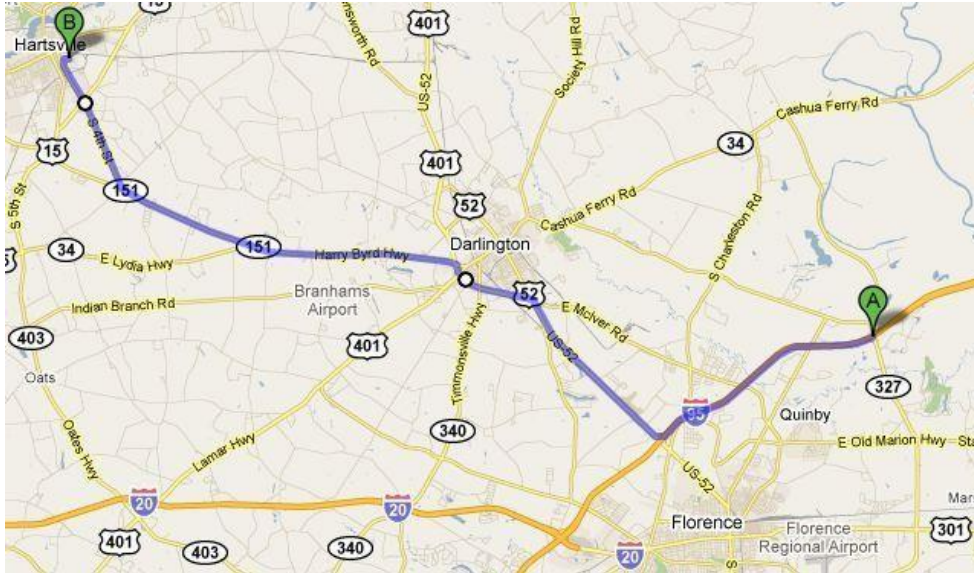 15
401
B
Hartsville
Society Hill Rd
US-52
Cashua Ferry Rd
34
15
S 4th St
401
151
S 5th St
52
Cashua Ferry Rd
S Charleston Rd
34
E Lydia Hwy
151
Harry Byrd Hwy
Darlington
Indian Branch Rd
Branhams
Airport
52
E McIver Rd
A
403
401
Timmonsville Hwy
US-52
327
Oats
95
Quinby
Oates Hwy
Lamar Hwy
340
E Old Marion Hwy
US-52
20
20
Florence
Florence
Regional Airport
301
401
403
340
20
S